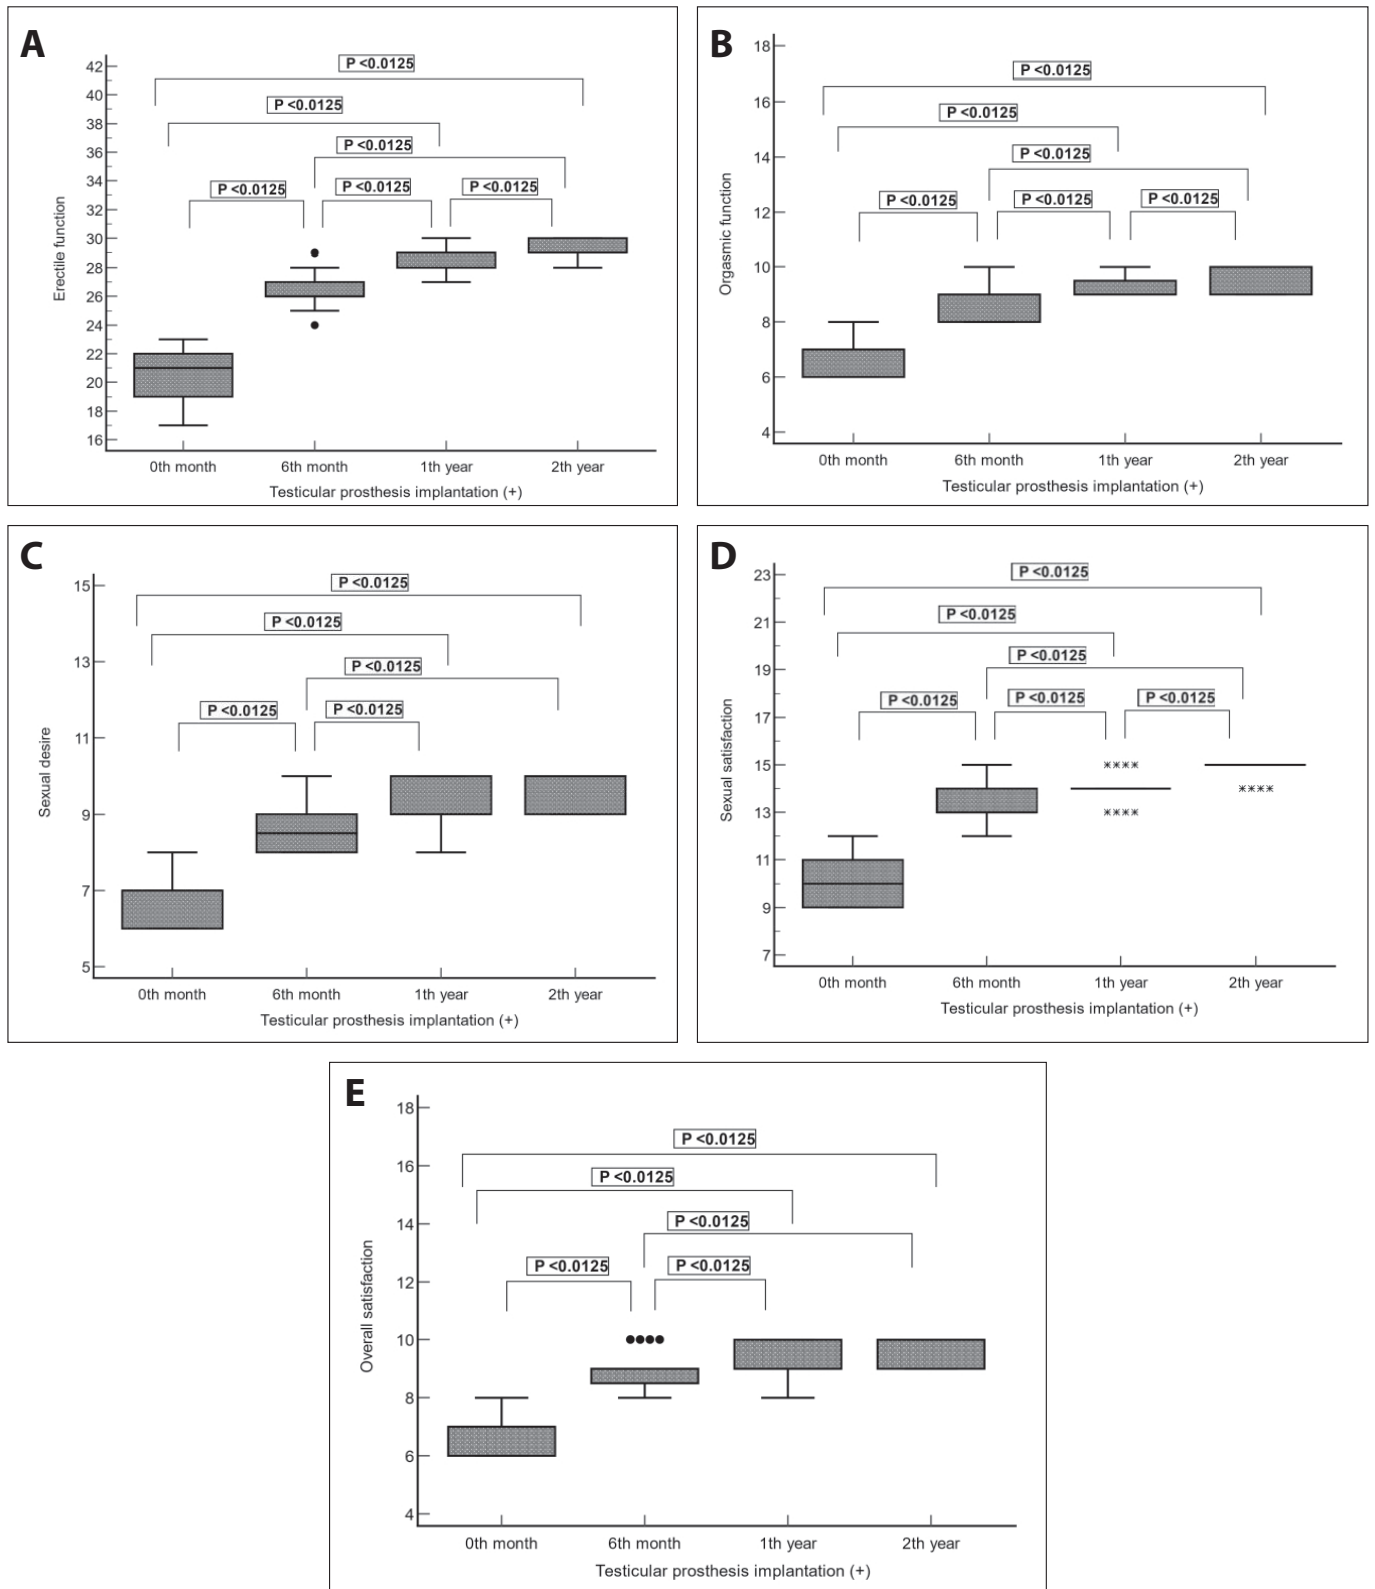 A
P <0.0125
P <0.0125
P <0.0125
P <0.0125
P <0.0125
P <0.0125
Erectile function
42
40
38
36
34
32
30
28
26
24
22
20
18
16
0th month 6th month 1th year 2th year
Testicular prosthesis implantation (+)
B
P <0.0125
P <0.0125
P <0.0125
P <0.0125
P <0.0125
P <0.0125
Orgasmic function
18
16
14
12
10
8
6
4
0th month 6th month 1th year 2th year
Testicular prosthesis implantation (+)
C
P <0.0125
P <0.0125
P <0.0125
P <0.0125
P <0.0125
Sexual desire
15
13
11
9
7
5
0th month 6th month 1th year 2th year
Testicular prosthesis implantation (+)
D
P <0.0125
P <0.0125
P <0.0125
P <0.0125
P <0.0125
P <0.0125
Sexual satisfaction
23
21
19
17
15
13
11
9
7
0th month 6th month 1th year 2th year
Testicular prosthesis implantation (+)
E
P <0.0125
P <0.0125
P <0.0125
P <0.0125
P <0.0125
Overall satisfaction
18
16
14
12
10
8
6
4
0th month 6th month 1th year 2th year
Testicular prosthesis implantation (+)